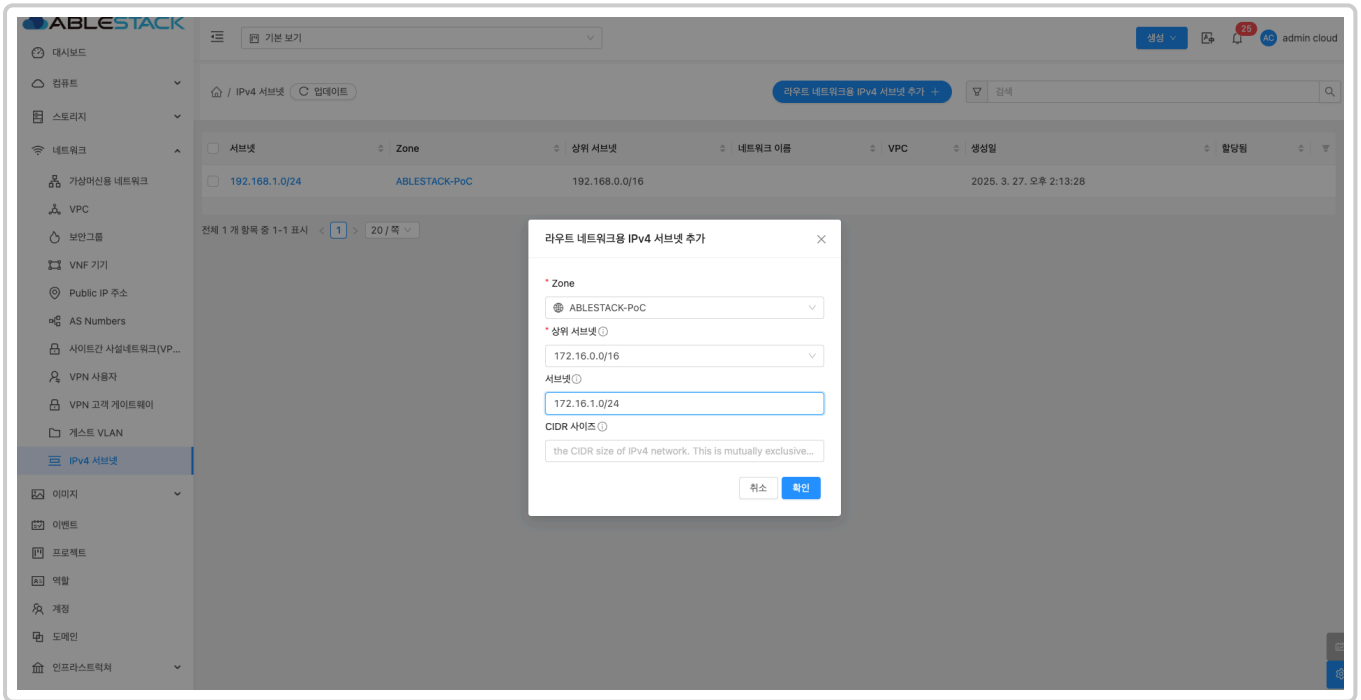 ABLESTACK
기본 보기
생성
25
AC
admin cloud
대시보드
컴퓨트
스토리지
네트워크
가상머신용 네트워크
VPC
보안그룹
VNF 기기
Public IP 주소
AS Numbers
사이트간 사설네트워크(VP...
VPN 사용자
VPN 고객 게이트웨이
게스트 VLAN
IPv4 서브넷
이미지
이벤트
프로젝트
역할
계정
도메인
인프라스트럭쳐
/ IPv4 서브넷
업데이트
라우트 네트워크용 IPv4 서브넷 추가 +
검색
서브넷 Zone 상위 서브넷 네트워크 이름 VPC 생성일 할당됨
192.168.1.0/24 ABLESTACK-PoC 192.168.0.0/16 2025. 3. 27. 오후 2:13:28
전체 1 개 항목 중 1-1 표시 < 1 > 20 / 쪽
라우트 네트워크용 IPv4 서브넷 추가
* Zone
ABLESTACK-PoC
* 상위 서브넷
172.16.0.0/16
서브넷
172.16.1.0/24
CIDR 사이즈
the CIDR size of IPv4 network. This is mutually exclusive...
취소
확인